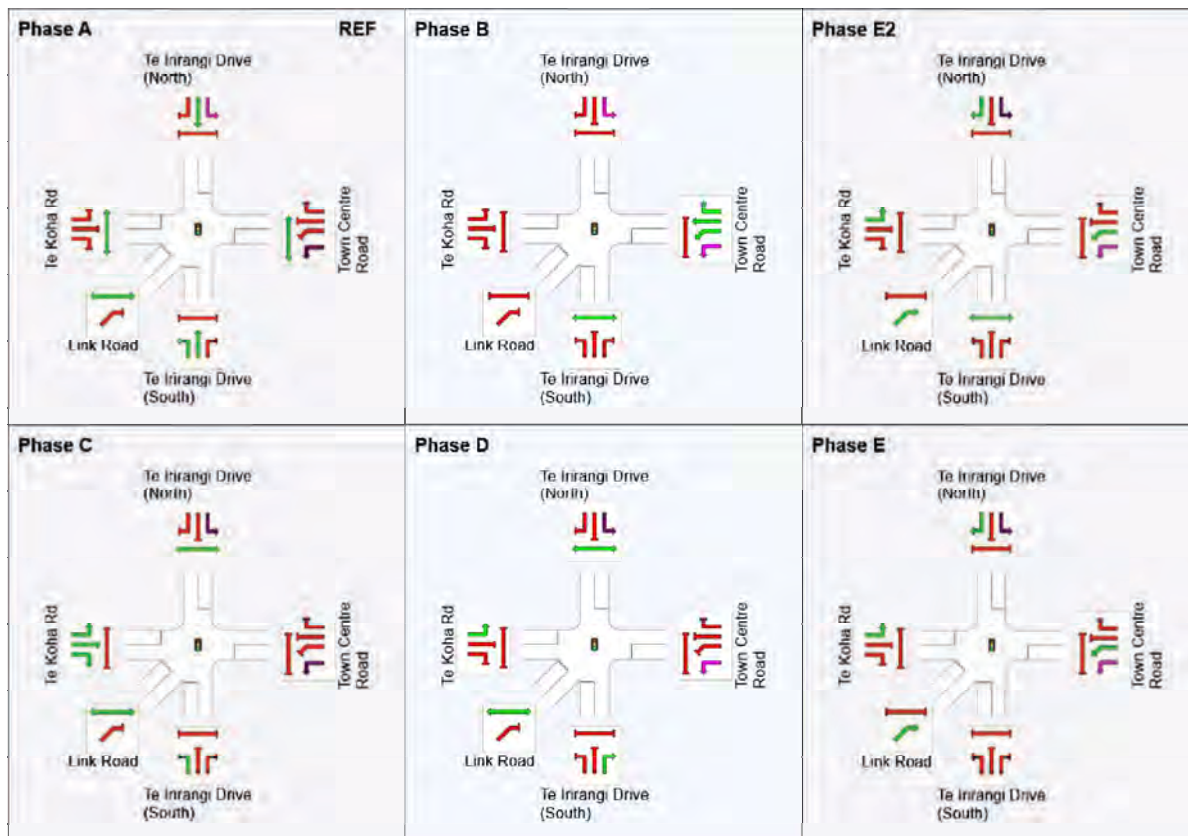 Phase A
REF
Te Irirangi Drive
(North)
Te Koha Rd
Town Centre
Road
Link Road
Te Irirangi Drive
(South)
Phase B
Te Irirangi Drive
(North)
Te Koha Rd
Town Centre
Road
Link Road
Te Irirangi Drive
(South)
Phase E2
Te Irirangi Drive
(North)
Te Koha Rd
Town Centre
Road
Link Road
Te Irirangi Drive
(South)
Phase C
Te Irirangi Drive
(North)
Te Koha Rd
Town Centre
Road
Link Road
Te Irirangi Drive
(South)
Phase D
Te Irirangi Drive
(North)
Te Koha Rd
Town Centre
Road
Link Road
Te Irirangi Drive
(South)
Phase E
Te Irirangi Drive
(North)
Te Koha Rd
Town Centre
Road
Link Road
Te Irirangi Drive
(South)